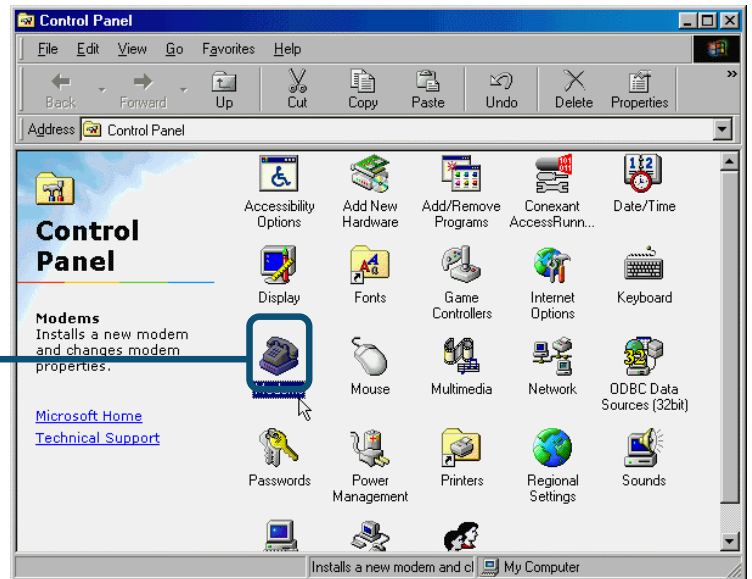 Control Panel
File Edit View Go Favorites Help
Back Forward Up Cut Copy Paste Undo Delete Properties »
Address Control Panel
Control
Panel
Modems
Installs a new modem
and changes modem
properties.
Microsoft Home
Technical Support
Accessibility
Options
Add New
Hardware
Add/Remove
Programs
Conexant
AccessRunn...
Date/Time
Display
Fonts
Game
Controllers
Internet
Options
Keyboard
Modems
Mouse
Multimedia
Network
ODBC Data
Sources (32bit)
Passwords
Power
Management
Printers
Regional
Settings
Sounds
Installs a new modem and cl My Computer